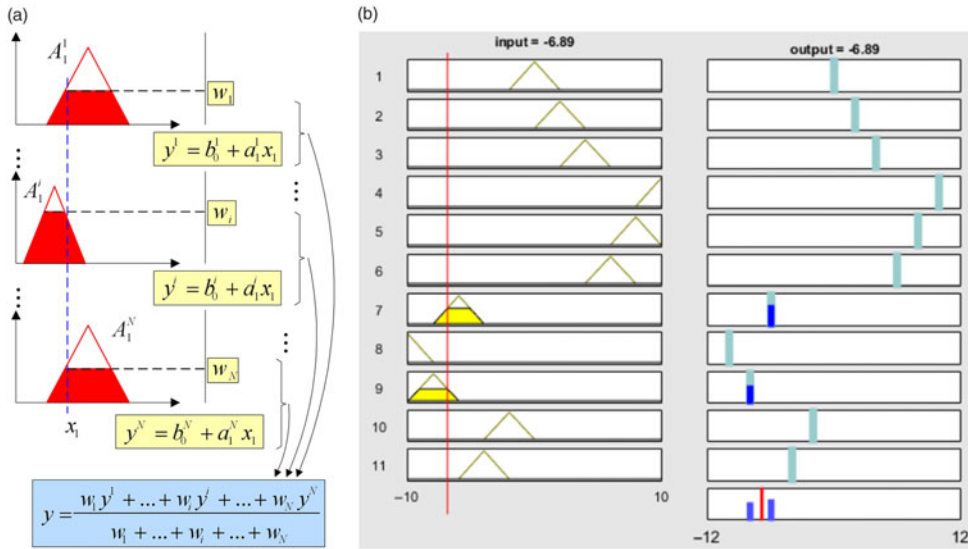 (a)
A_1^1
w_1
y^1 = b_0^1 + a_1^1 x_1
A_1^i
w_i
y^i = b_0^i + a_1^i x_1
A_1^N
w_N
x_1
y^N = b_0^N + a_1^N x_1
y = \frac{w_1 y^1 + ... + w_i y^i + ... + w_N y^N}{w_1 + ... + w_i + ... + w_N}
(b)
input = -6.89
output = -6.89
1
2
3
4
5
6
7
8
9
10
11
-10
10
-12
12